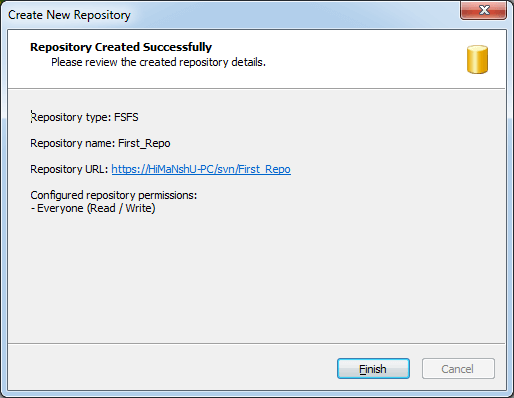 Create New Repository
Repository Created Successfully
Please review the created repository details.
Repository type: FSFS
Repository name: First_Repo
Repository URL: https://HiMaNshU-PC/svn/First_Repo
Configured repository permissions:
- Everyone (Read / Write)
Finish
Cancel